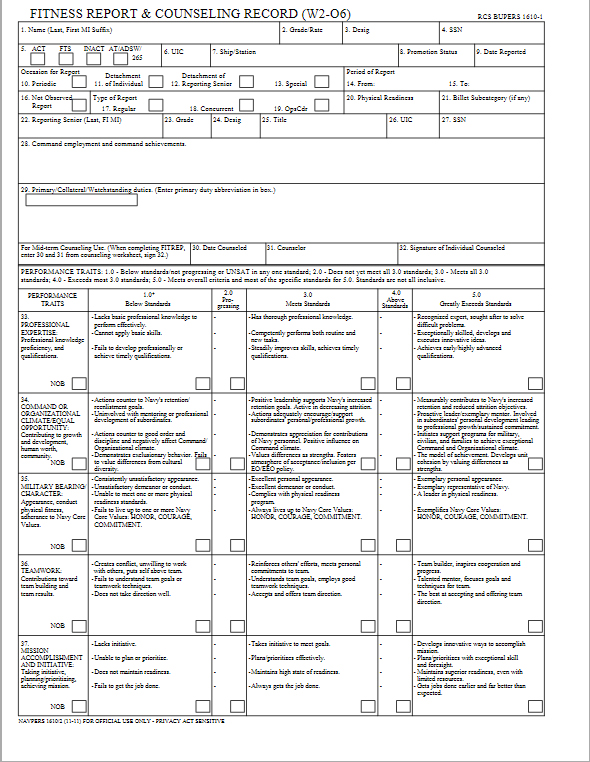 FITNESS REPORT & COUNSELING RECORD (W2-O6)
RCS BUPERS 1610-1
1. Name (Last, First MI Suffix)
2. Grade/Rate
3. Desig
4. SSN
5. ACT FTS INACT AT/ADSW/
265
6. UIC
7. Ship/Station
8. Promotion Status
9. Date Reported
Occasion for Report
10. Periodic
Detachment
11. of Individual
Detachment of
12. Reporting Senior
13. Special
Period of Report
14. From:
15. To:
16. Not Observed
Report
Type of Report
17. Regular
18. Concurrent
19. OpsCdr
20. Physical Readiness
21. Billet Subcategory (if any)
22. Reporting Senior (Last, FI MI)
23. Grade
24. Desig
25. Title
26. UIC
27. SSN
28. Command employment and command achievements.
29. Primary/Collateral/Watchstanding duties. (Enter primary duty abbreviation in box.)
For Mid-term Counseling Use. (When completing FITREP,
enter 30 and 31 from counseling worksheet, sign 32.)
30. Date Counseled
31. Counselor
32. Signature of Individual Counseled
PERFORMANCE TRAITS: 1.0 - Below standards/not progressing or UNSAT in any one standard; 2.0 - Does not yet meet all 3.0 standards; 3.0 - Meets all 3.0
standards; 4.0 - Exceeds most 3.0 standards; 5.0 - Meets overall criteria and most of the specific standards for 5.0. Standards are not all inclusive.
PERFORMANCE
TRAITS
1.0*
Below Standards
2.0
Pro-
gressing
3.0
Meets Standards
4.0
Above
Standards
5.0
Greatly Exceeds Standards
33.
PROFESSIONAL
EXPERTISE:
Professional knowledge
proficiency, and
qualifications.
NOB
-Lacks basic professional knowledge to
perform effectively.
-Cannot apply basic skills.
-Fails to develop professionally or
achieve timely qualifications.
-
-
-
-Has thorough professional knowledge.
-Competently performs both routine and
new tasks.
-Steadily improves skills, achieves timely
qualifications.
-
-
-
-Recognized expert, sought after to solve
difficult problems.
-Exceptionally skilled, develops and
executes innovative ideas.
-Achieves early/highly advanced
qualifications.
34.
COMMAND OR
ORGANIZATIONAL
CLIMATE/EQUAL
OPPORTUNITY:
Contributing to growth
and development,
human worth,
community.
NOB
-Actions counter to Navy's retention/
reenlistment goals.
-Uninvolved with mentoring or professional
development of subordinates.
-Actions counter to good order and
discipline and negatively affect Command/
Organizational climate.
-Demonstrates exclusionary behavior. Fails
to value differences from cultural
diversity.
-
-
-
-
-Positive leadership supports Navy's increased
retention goals. Active in decreasing attrition.
-Actions adequately encourage/support
subordinates' personal/professional growth.
-Demonstrates appreciation for contributions
of Navy personnel. Positive influence on
Command climate.
-Values differences as strengths. Fosters
atmosphere of acceptance/inclusion per
EO/EEO policy.
-
-
-
-
-Measurably contributes to Navy's increased
retention and reduced attrition objectives.
-Proactive leader/exemplary mentor. Involved
in subordinates' personal development leading
to professional growth/sustained commitment.
-Initiates support programs for military,
civilian, and families to achieve exceptional
Command and Organizational climate.
-The model of achievement. Develops unit
cohesion by valuing differences as
strengths.
35.
MILITARY BEARING/
CHARACTER:
Appearance, conduct
physical fitness,
adherence to Navy Core
Values.
NOB
-Consistently unsatisfactory appearance.
-Unsatisfactory demeanor or conduct.
-Unable to meet one or more physical
readiness standards.
-Fails to live up to one or more Navy
Core Values: HONOR, COURAGE,
COMMITMENT.
-
-
-
-
-Excellent personal appearance.
-Excellent demeanor or conduct.
-Complies with physical readiness
program.
-Always lives up to Navy Core Values:
HONOR, COURAGE, COMMITMENT.
-
-
-
-
-Exemplary personal appearance.
-Exemplary representative of Navy.
-A leader in physical readiness.
-Exemplifies Navy Core Values:
HONOR, COURAGE, COMMITMENT.
36.
TEAMWORK:
Contributions toward
team building and
team results.
NOB
-Creates conflict, unwilling to work
with others, puts self above team.
-Fails to understand team goals or
teamwork techniques.
-Does not take direction well.
-
-
-
-Reinforces others' efforts, meets personal
commitments to team.
-Understands team goals, employs good
teamwork techniques.
-Accepts and offers team direction.
-
-
-
-Team builder, inspires cooperation and
progress.
-Talented mentor, focuses goals and
techniques for team.
-The best at accepting and offering team
direction.
37.
MISSION
ACCOMPLISHMENT
AND INITIATIVE:
Taking initiative,
planning/prioritizing,
achieving mission.
NOB
-Lacks initiative.
-Unable to plan or prioritize.
-Does not maintain readiness.
-Fails to get the job done.
-
-
-
-
-Takes initiative to meet goals.
-Plans/prioritizes effectively.
-Maintains high state of readiness.
-Always gets the job done.
-
-
-
-
-Develops innovative ways to accomplish
mission.
-Plans/prioritizes with exceptional skill
and foresight.
-Maintains superior readiness, even with
limited resources.
-Gets jobs done earlier and far better than
expected.
NAVPERS 1610/2 (11-11) FOR OFFICIAL USE ONLY - PRIVACY ACT SENSITIVE